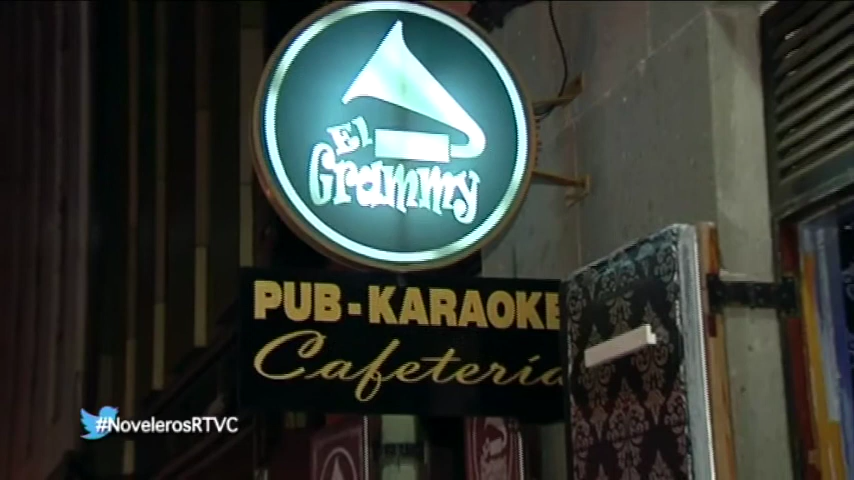 El
Grammy
PUB - KARAOKE
Cafetería
#NovelerosRTVC